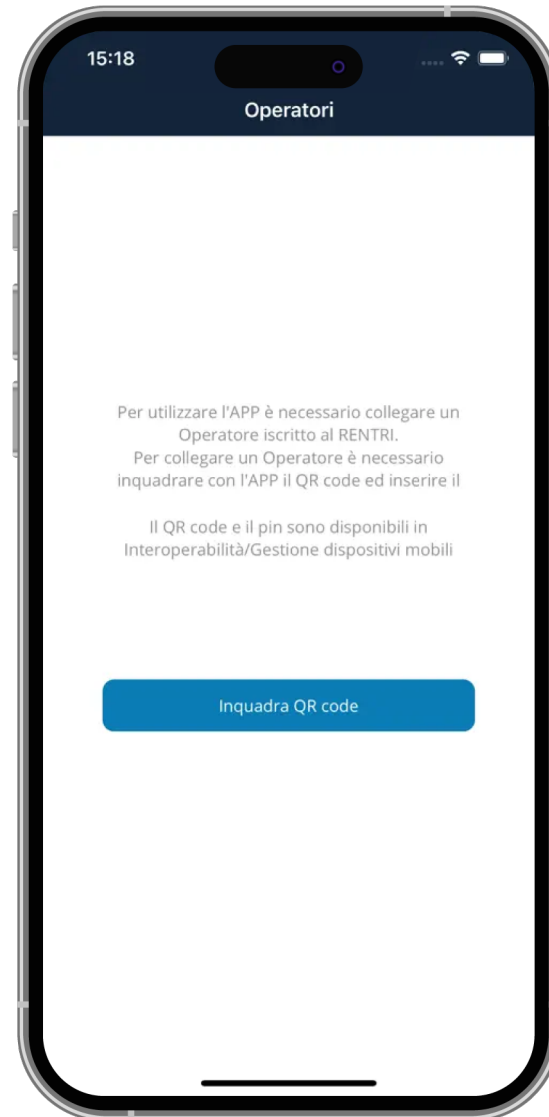 15:18
Operatori
Per utilizzare l'APP è necessario collegare un
Operatore iscritto al RENTRI.
Per collegare un Operatore è necessario
inquadrare con l'APP il QR code ed inserire il
Il QR code e il pin sono disponibili in
Interoperabilità/Gestione dispositivi mobili
Inquadra QR code